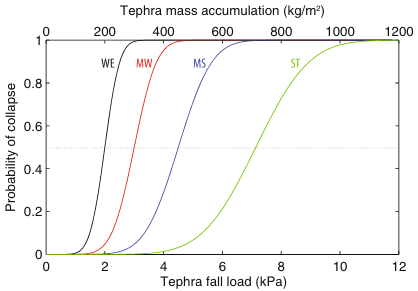 Tephra mass accumulation (kg/m²)
0 200 400 600 800 1000 1200
Probability of collapse
1
0.8
0.6
0.4
0.2
0
WE MW MS ST
0 2 4 6 8 10 12
Tephra fall load (kPa)